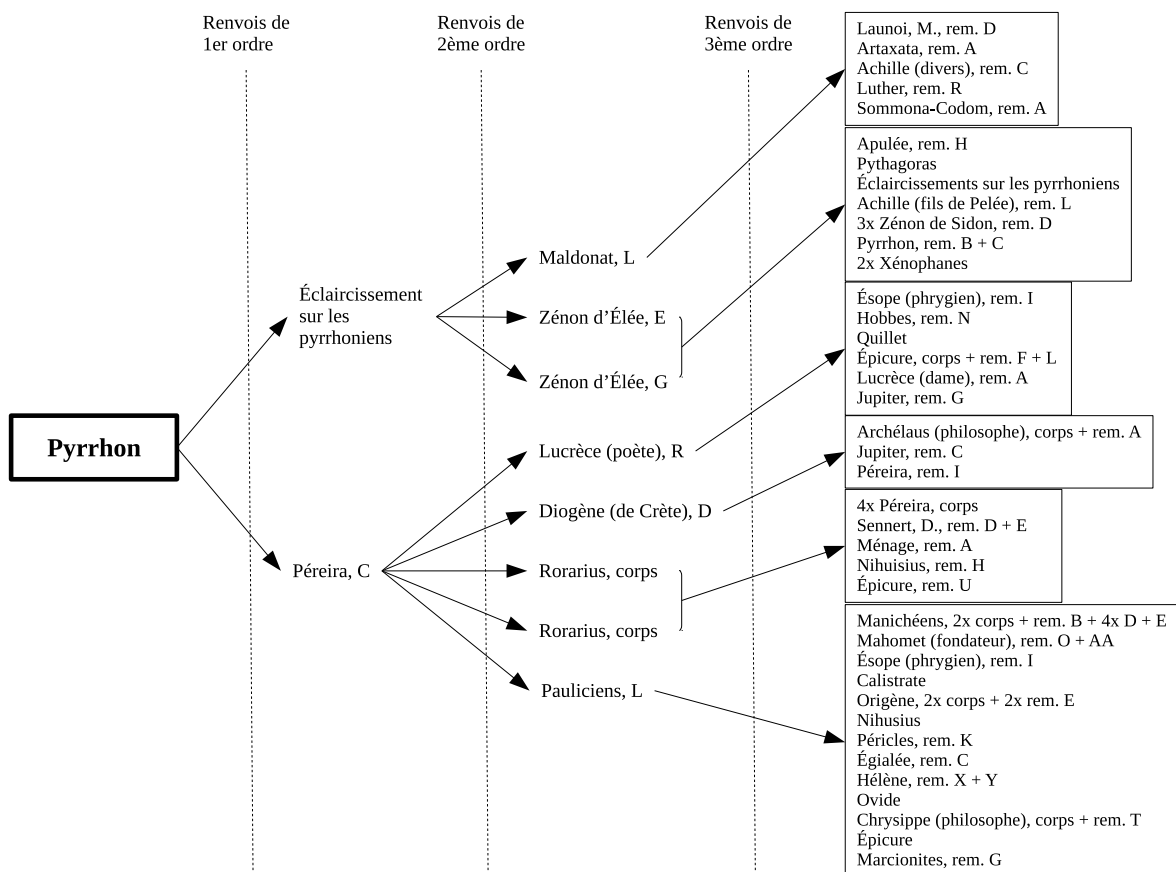 Renvois de
1er ordre
Renvois de
2ème ordre
Renvois de
3ème ordre
Pyrrhon
Éclaircissement
sur les
pyrrhoniens
Péreira, C
Maldonat, L
Zénon d’Élée, E
Zénon d’Élée, G
Lucrèce (poète), R
Diogène (de Crète), D
Rorarius, corps
Rorarius, corps
Pauliciens, L
Launoi, M., rem. D
Artaxata, rem. A
Achille (divers), rem. C
Luther, rem. R
Sommona-Codom, rem. A
Apulée, rem. H
Pythagoras
Éclaircissements sur les pyrrhoniens
Achille (fils de Pelée), rem. L
3x Zénon de Sidon, rem. D
Pyrrhon, rem. B + C
2x Xénophanes
Ésope (phrygien), rem. I
Hobbes, rem. N
Quillet
Épicure, corps + rem. F + L
Lucrèce (dame), rem. A
Jupiter, rem. G
Archélaus (philosophe), corps + rem. A
Jupiter, rem. C
Péreira, rem. I
4x Péreira, corps
Sennert, D., rem. D + E
Ménage, rem. A
Nihuisius, rem. H
Épicure, rem. U
Manichéens, 2x corps + rem. B + 4x D + E
Mahomet (fondateur), rem. O + AA
Ésope (phrygien), rem. I
Calistrate
Origène, 2x corps + 2x rem. E
Nihusius
Péricles, rem. K
Égialée, rem. C
Hélène, rem. X + Y
Ovide
Chrysippe (philosophe), corps + rem. T
Épicure
Marcionites, rem. G